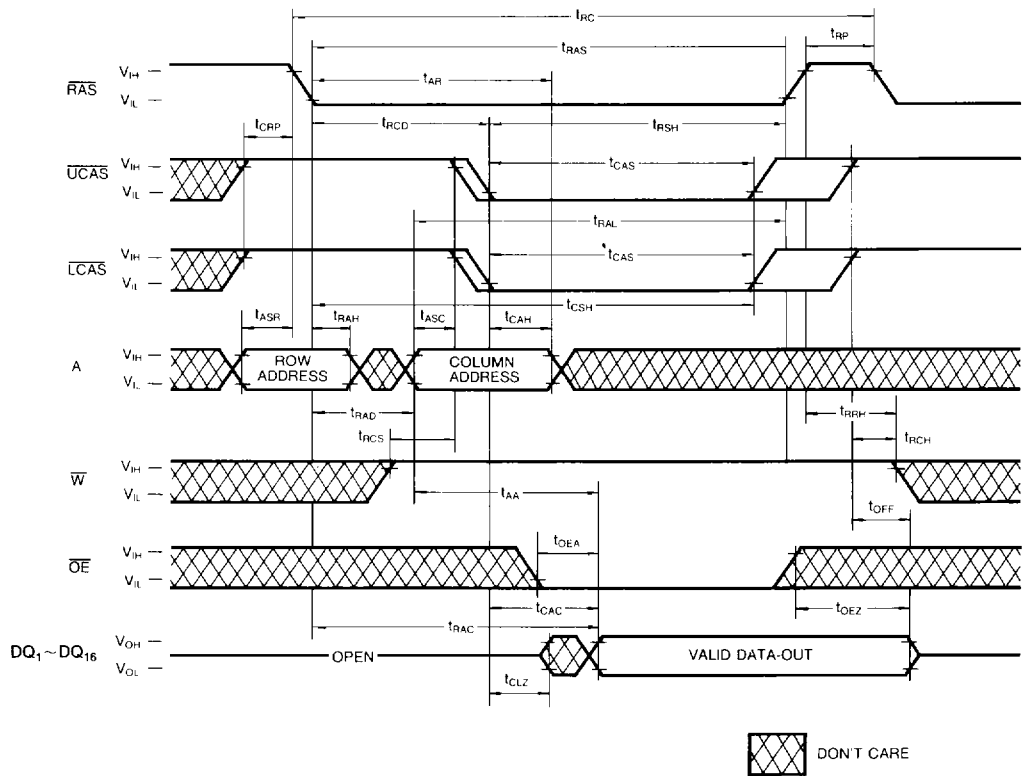 tRC
tRP
tRAS
tAR
RAS
VIH
VIL
tCRP
tRCD
tRSH
tCAS
UCAS
VIH
VIL
tRAL
tCAS
LCAS
VIH
VIL
tCSH
tASR
tRAH
tASC
tCAH
A
VIH
VIL
ROW ADDRESS
COLUMN ADDRESS
tRAD
tRRH
tRCS
tRCH
W
VIH
VIL
tAA
tOFF
tOEA
OE
VIH
VIL
tCAC
tOEZ
tRAC
DQ1~DQ16
VOH
VOL
OPEN
VALID DATA-OUT
tCLZ
DON'T CARE